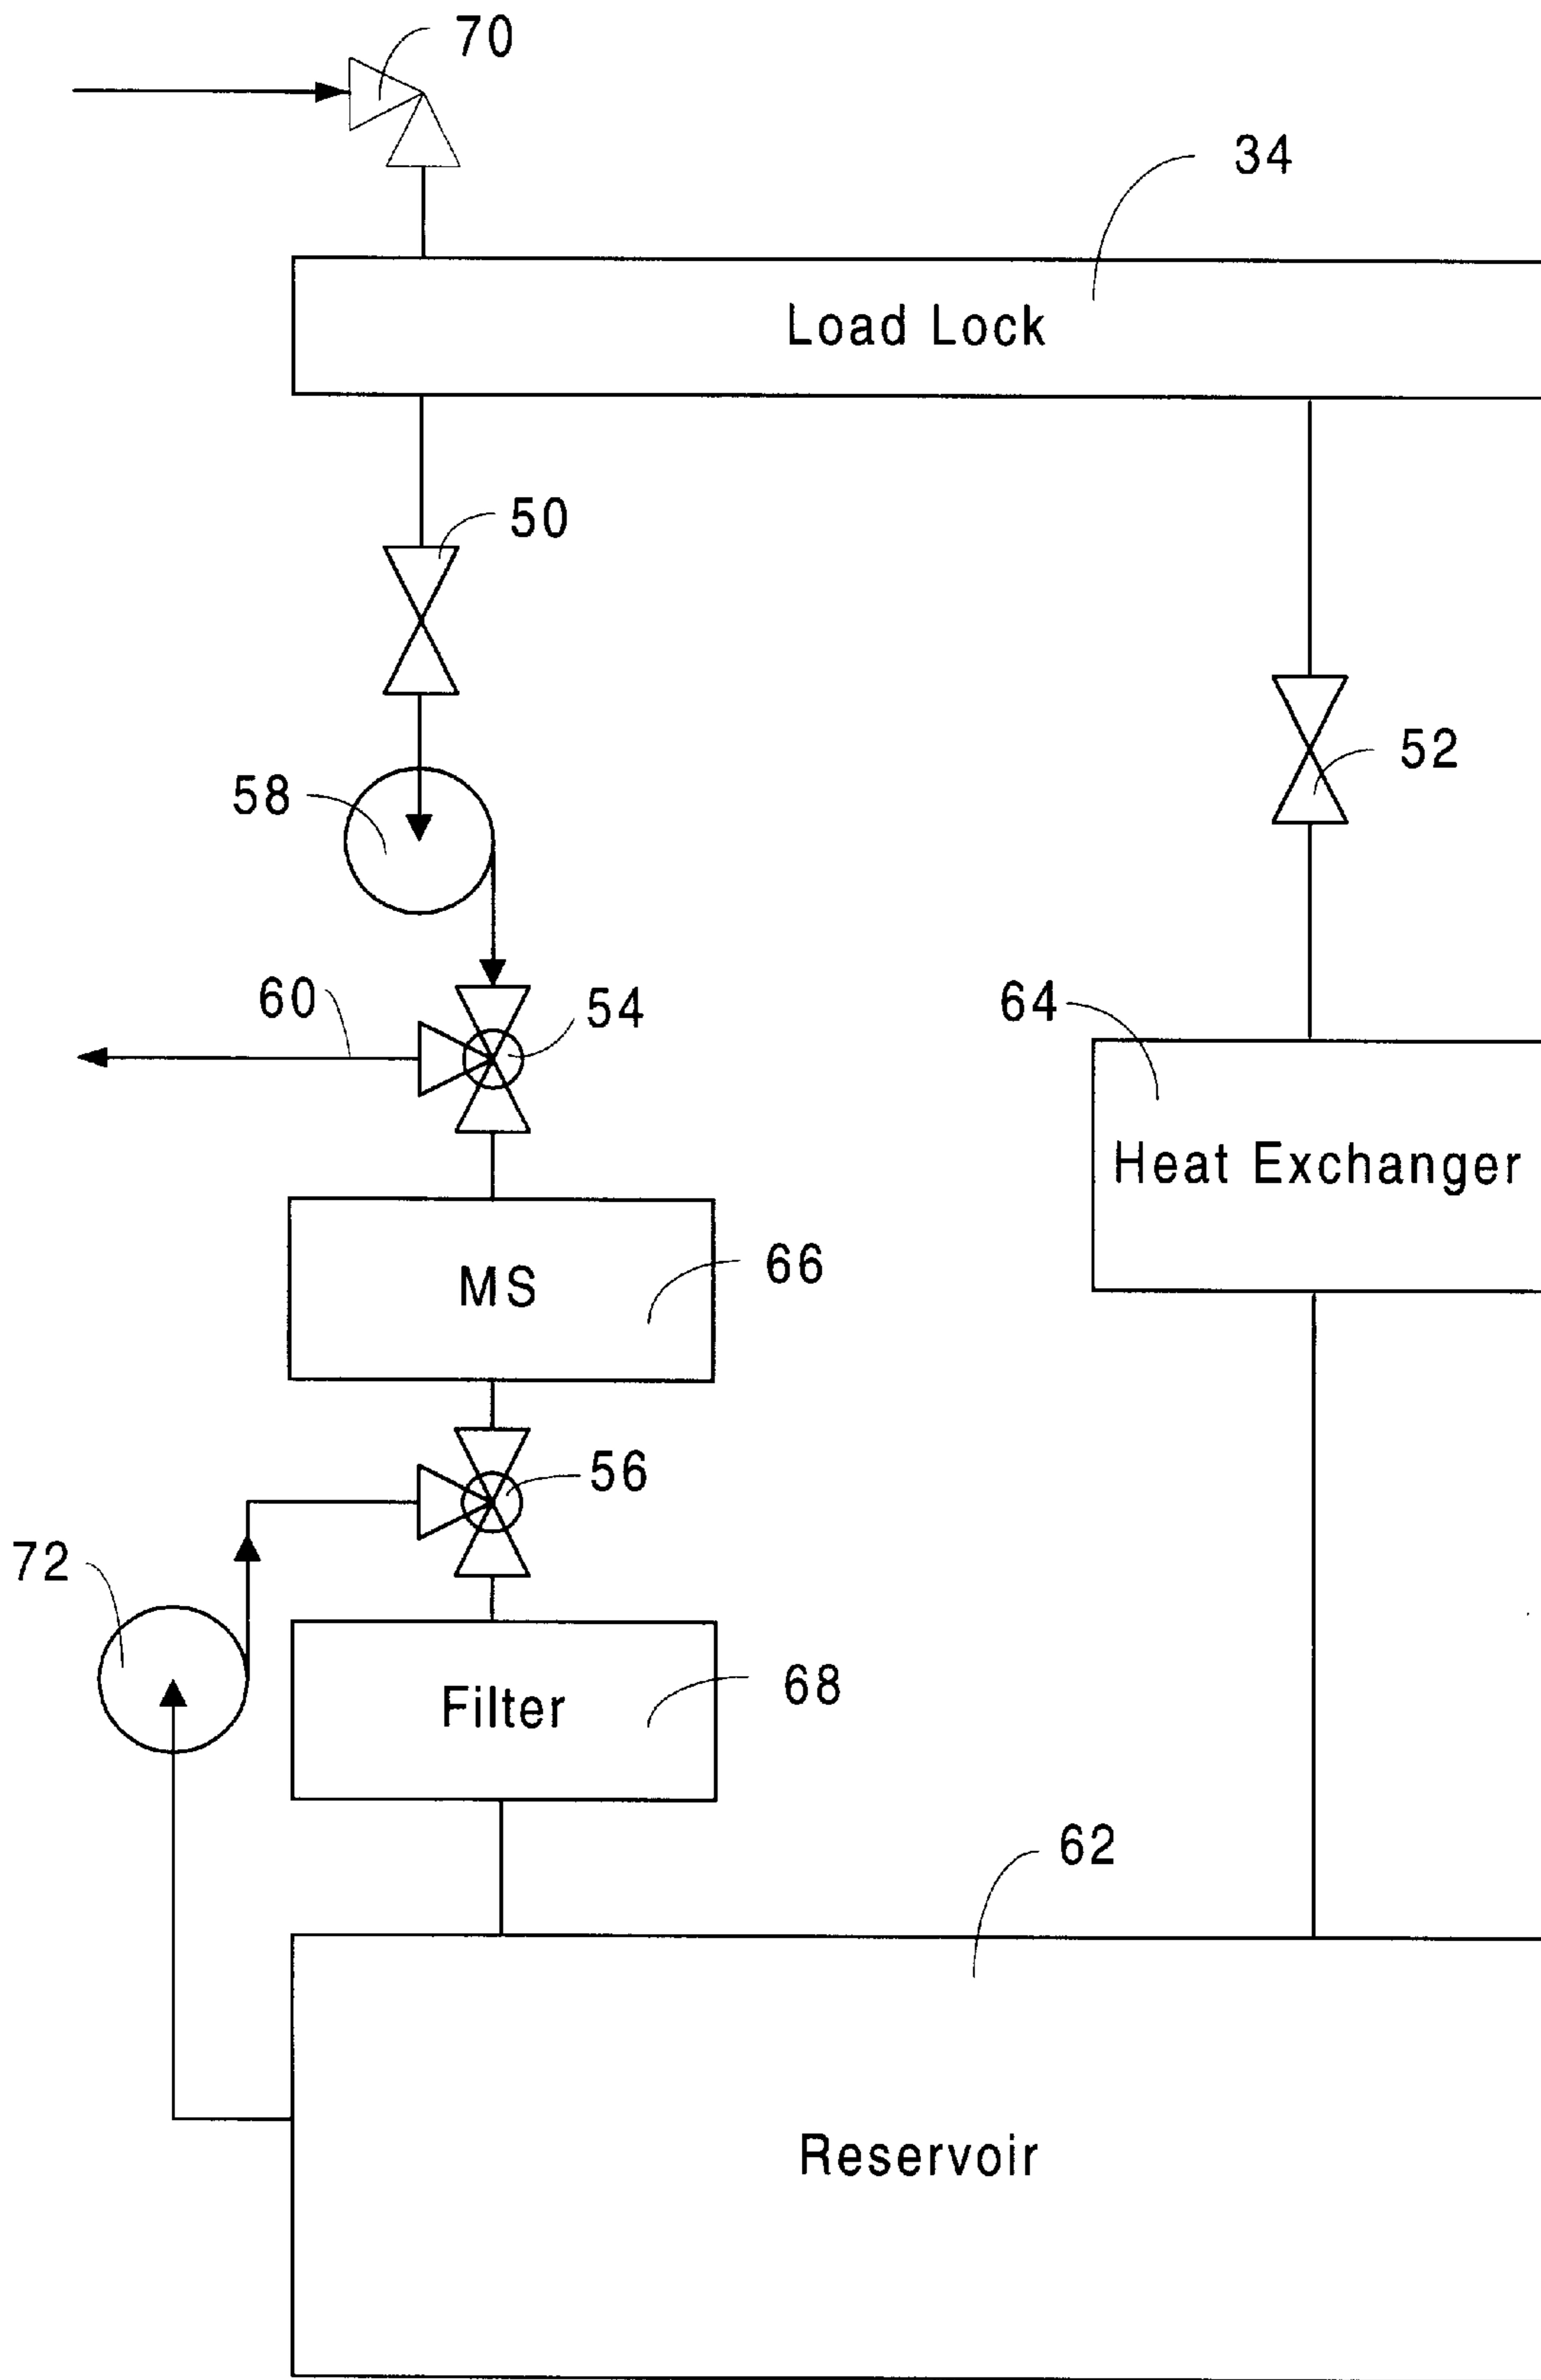 70
34
Load Lock
50
52
58
60
54
64
Heat Exchanger
MS
66
56
72
Filter
68
62
Reservoir